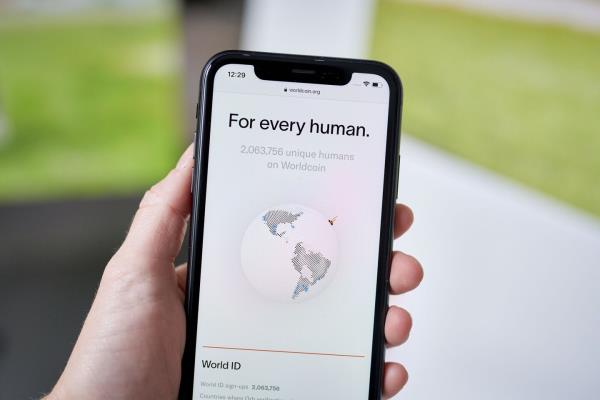 12:29
worldcoin.org
For every human.
2,063,756 unique humans
on Worldcoin
World ID
World ID sign-ups 2,063,756
Countries where Orb